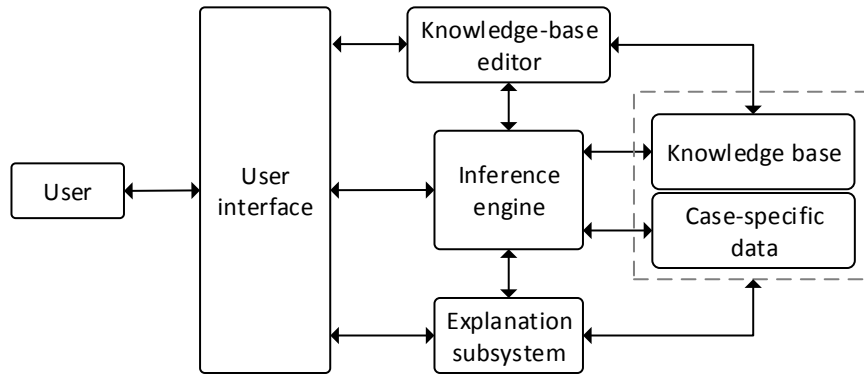 Knowledge-base
editor
User
User
interface
Inference
engine
Knowledge base
Case-specific
data
Explanation
subsystem